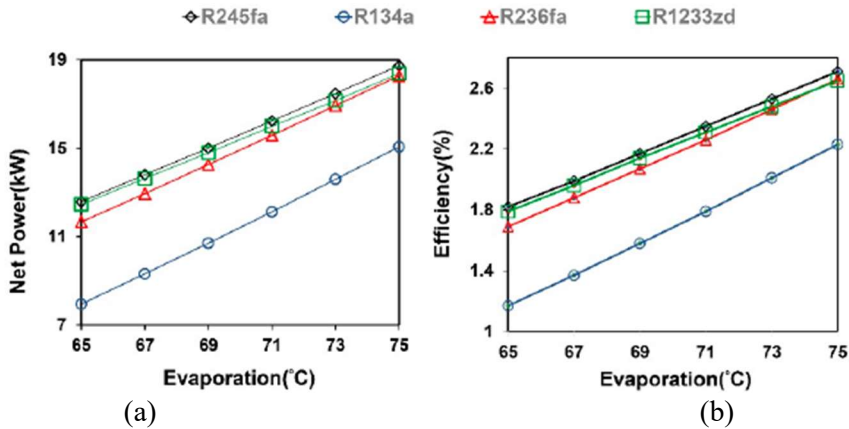 R245fa R134a R236fa R1233zd
Net Power(kW)
19
15
11
7
65 67 69 71 73 75
Evaporation(°C)
(a)
Efficiency(%)
2.6
2.2
1.8
1.4
1
65 67 69 71 73 75
Evaporation(°C)
(b)